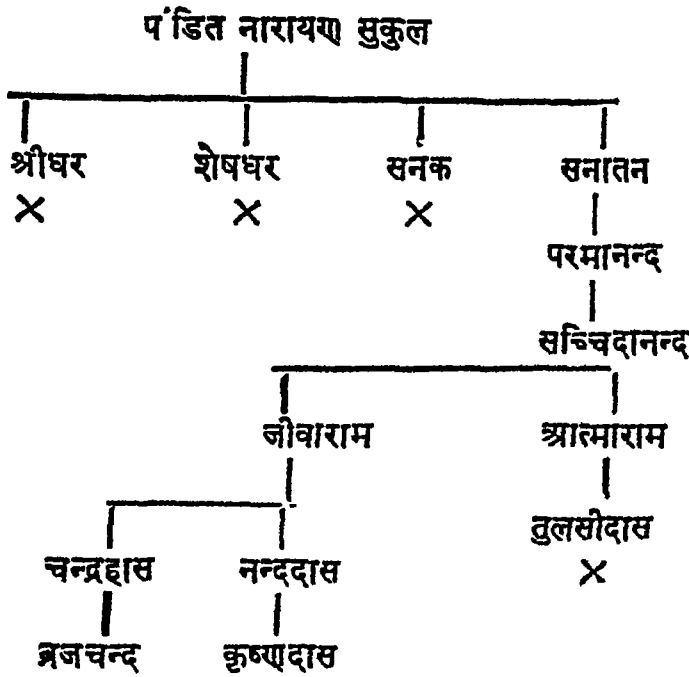 पंडित नारायण सुकुल
श्रीधर शेषधर सनक सनातन
× × ×
परमानन्द
सच्चिदानन्द
जीवाराम आत्माराम
तुलसीदास
×
चन्द्रहास नन्ददास
व्रजचन्द कृष्णदास